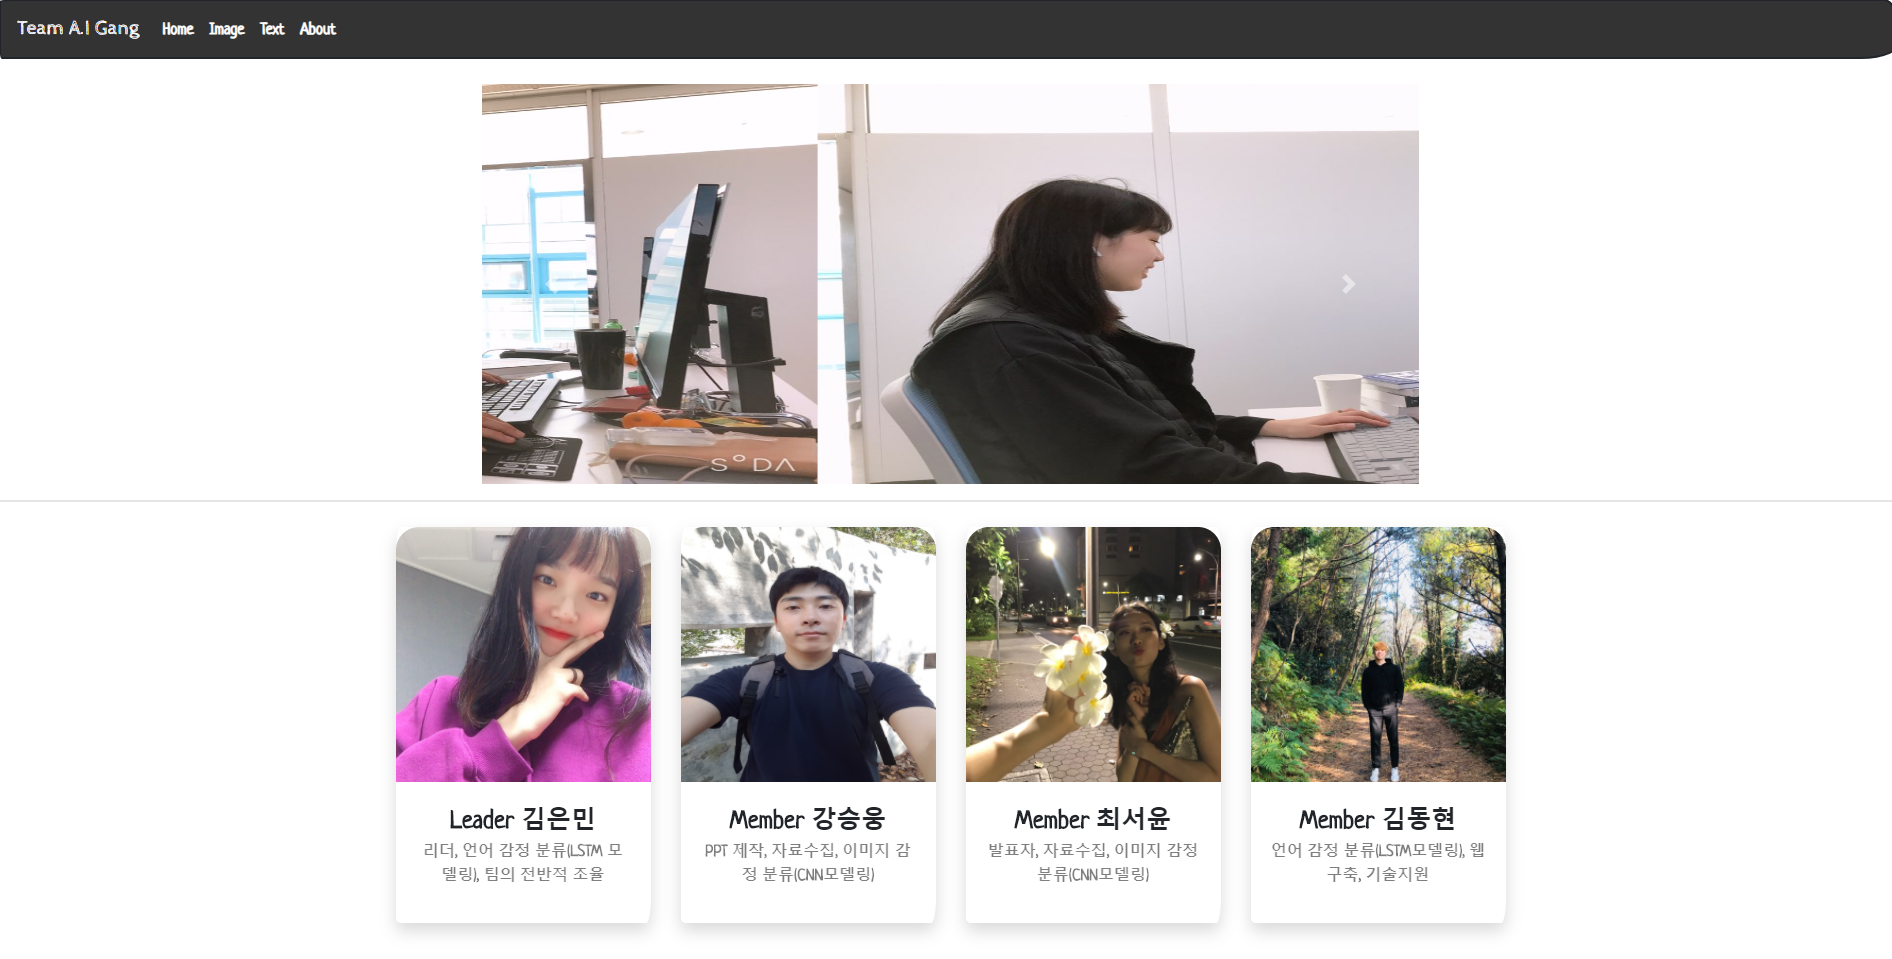 Team A.I Gang Home Image Text About
SODA
Leader 김은민
리더, 언어 감정 분류(LSTM 모
델링), 팀의 전반적 조율
Member 강승웅
PPT 제작, 자료수집, 이미지 감
정 분류(CNN모델링)
Member 최서윤
발표자, 자료수집, 이미지 감정
분류(CNN모델링)
Member 김동현
언어 감정 분류(LSTM모델링), 웹
구축, 기술지원